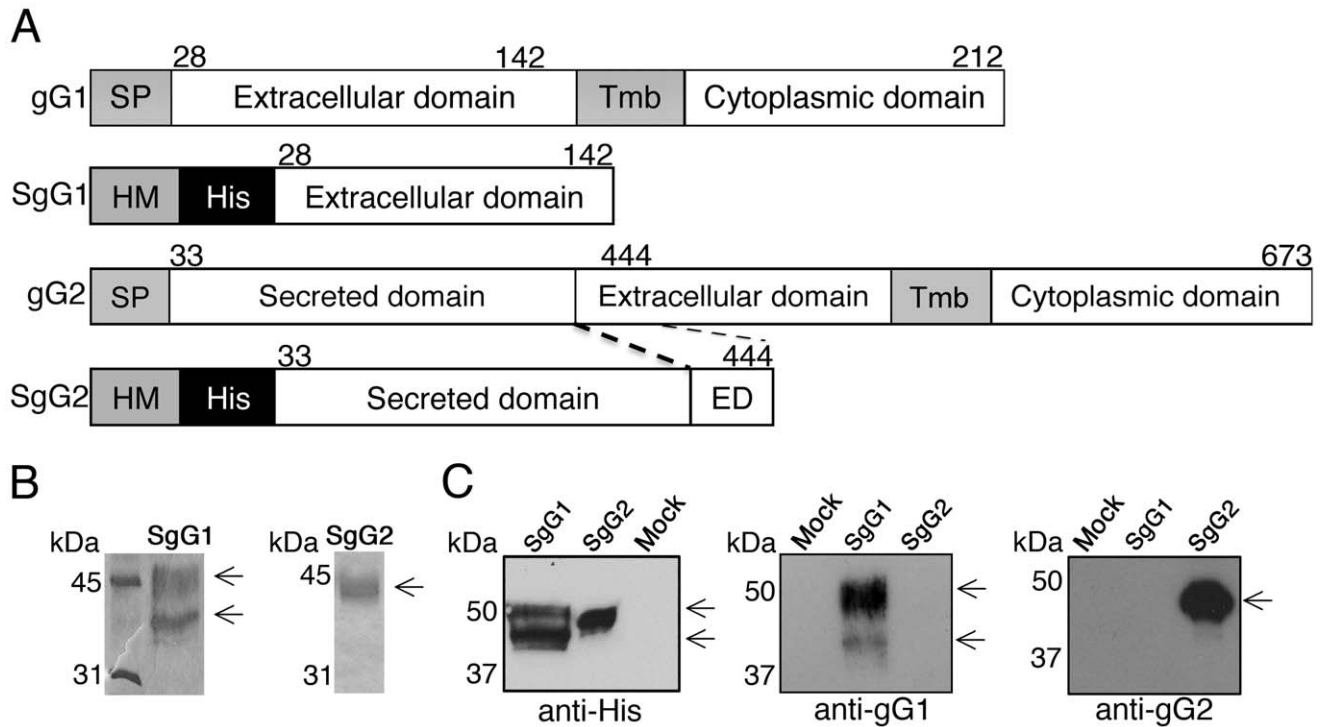 A
28 142 212
gG1 SP Extracellular domain Tmb Cytoplasmic domain
28 142
SgG1 HM His Extracellular domain
33 444 673
gG2 SP Secreted domain Extracellular domain Tmb Cytoplasmic domain
33 444
SgG2 HM His Secreted domain ED
B
kDa SgG1
45
31
kDa SgG2
45
31
C
kDa SgG1 SgG2 Mock
50
37
anti-His
kDa Mock SgG1 SgG2
50
37
anti-gG1
kDa Mock SgG1 SgG2
50
37
anti-gG2